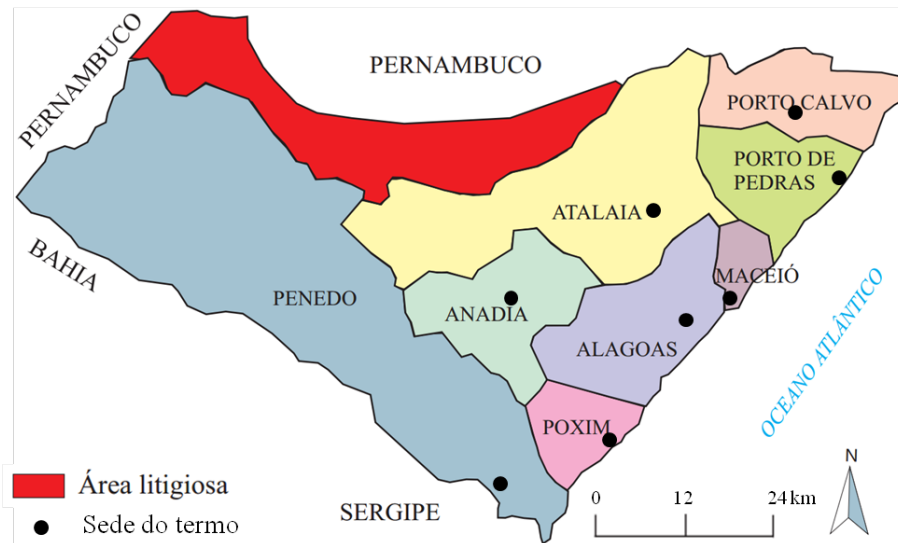 PERNAMBUCO
PERNAMBUCO
PORTO CALVO
PORTO DE
PEDRAS
ATALAIA
BAHIA
MACEIÓ
PENEDO
ANADIA
ALAGOAS
OCEANO ATLÂNTICO
POXIM
N
Área litigiosa
0 12 24 km
SERGIPE
Sede do termo